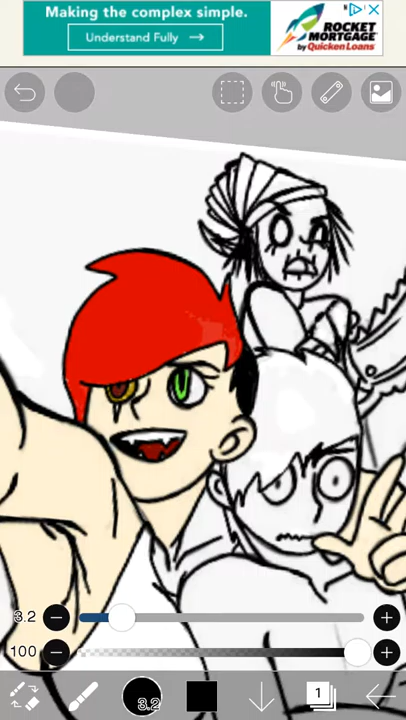 Making the complex simple.
Understand Fully →
ROCKET
MORTGAGE
by Quicken Loans
3.2
100
3.2
1